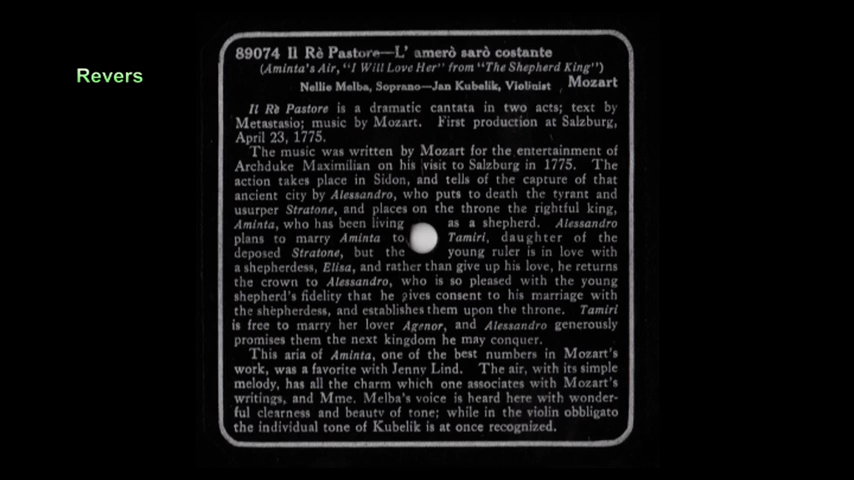 Revers
89074 Il Rè Pastore—L' amerò sarò costante
(Aminta's Air, "I Will Love Her" from "The Shepherd King")
Nellie Melba, Soprano—Jan Kubelik, Violinist Mozart
Il Rè Pastore is a dramatic cantata in two acts; text by
Metastasio; music by Mozart. First production at Salzburg,
April 23, 1775.
The music was written by Mozart for the entertainment of
Archduke Maximilian on his visit to Salzburg in 1775. The
action takes place in Sidon, and tells of the capture of that
ancient city by Alessandro, who puts to death the tyrant and
usurper Stratone, and places on the throne the rightful king,
Aminta, who has been living as a shepherd. Alessandro
plans to marry Aminta to Tamiri, daughter of the
deposed Stratone, but the young ruler is in love with
a shepherdess, Elisa, and rather than give up his love, he returns
the crown to Alessandro, who is so pleased with the young
shepherd's fidelity that he gives consent to his marriage with
the shepherdess, and establishes them upon the throne. Tamiri
is free to marry her lover Agenor, and Alessandro generously
promises them the next kingdom he may conquer.
This aria of Aminta, one of the best numbers in Mozart's
work, was a favorite with Jenny Lind. The air, with its simple
melody, has all the charm which one associates with Mozart's
writings, and Mme. Melba's voice is heard here with wonder-
ful clearness and beauty of tone; while in the violin obbligato
the individual tone of Kubelik is at once recognized.